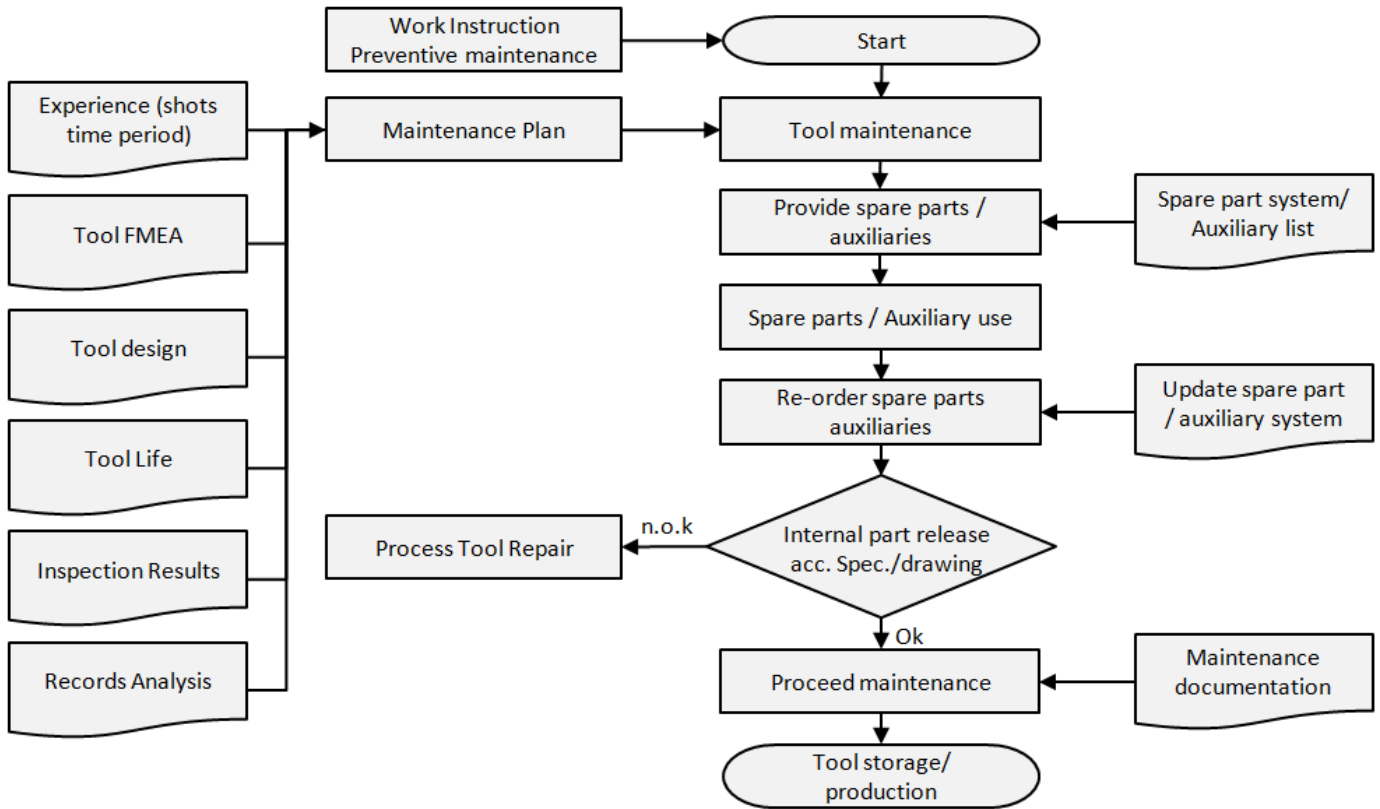 Work Instruction
Preventive maintenance
Start
Experience (shots
time period)
Maintenance Plan
Tool maintenance
Tool FMEA
Provide spare parts /
auxiliaries
Spare part system/
Auxiliary list
Tool design
Spare parts / Auxiliary use
Re-order spare parts
auxiliaries
Update spare part
/ auxiliary system
Tool Life
n.o.k
Process Tool Repair
Internal part release
acc. Spec./drawing
Inspection Results
Ok
Records Analysis
Proceed maintenance
Maintenance
documentation
Tool storage/
production